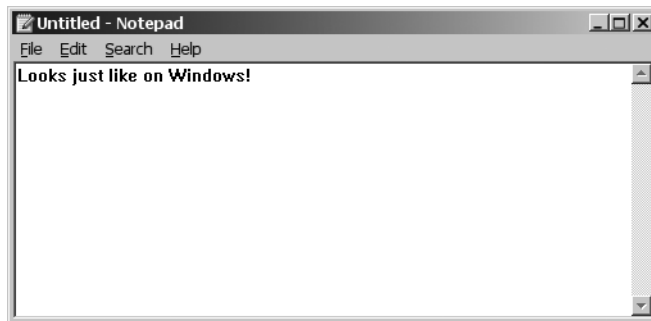 Untitled - Notepad
File Edit Search Help
Looks just like on Windows!